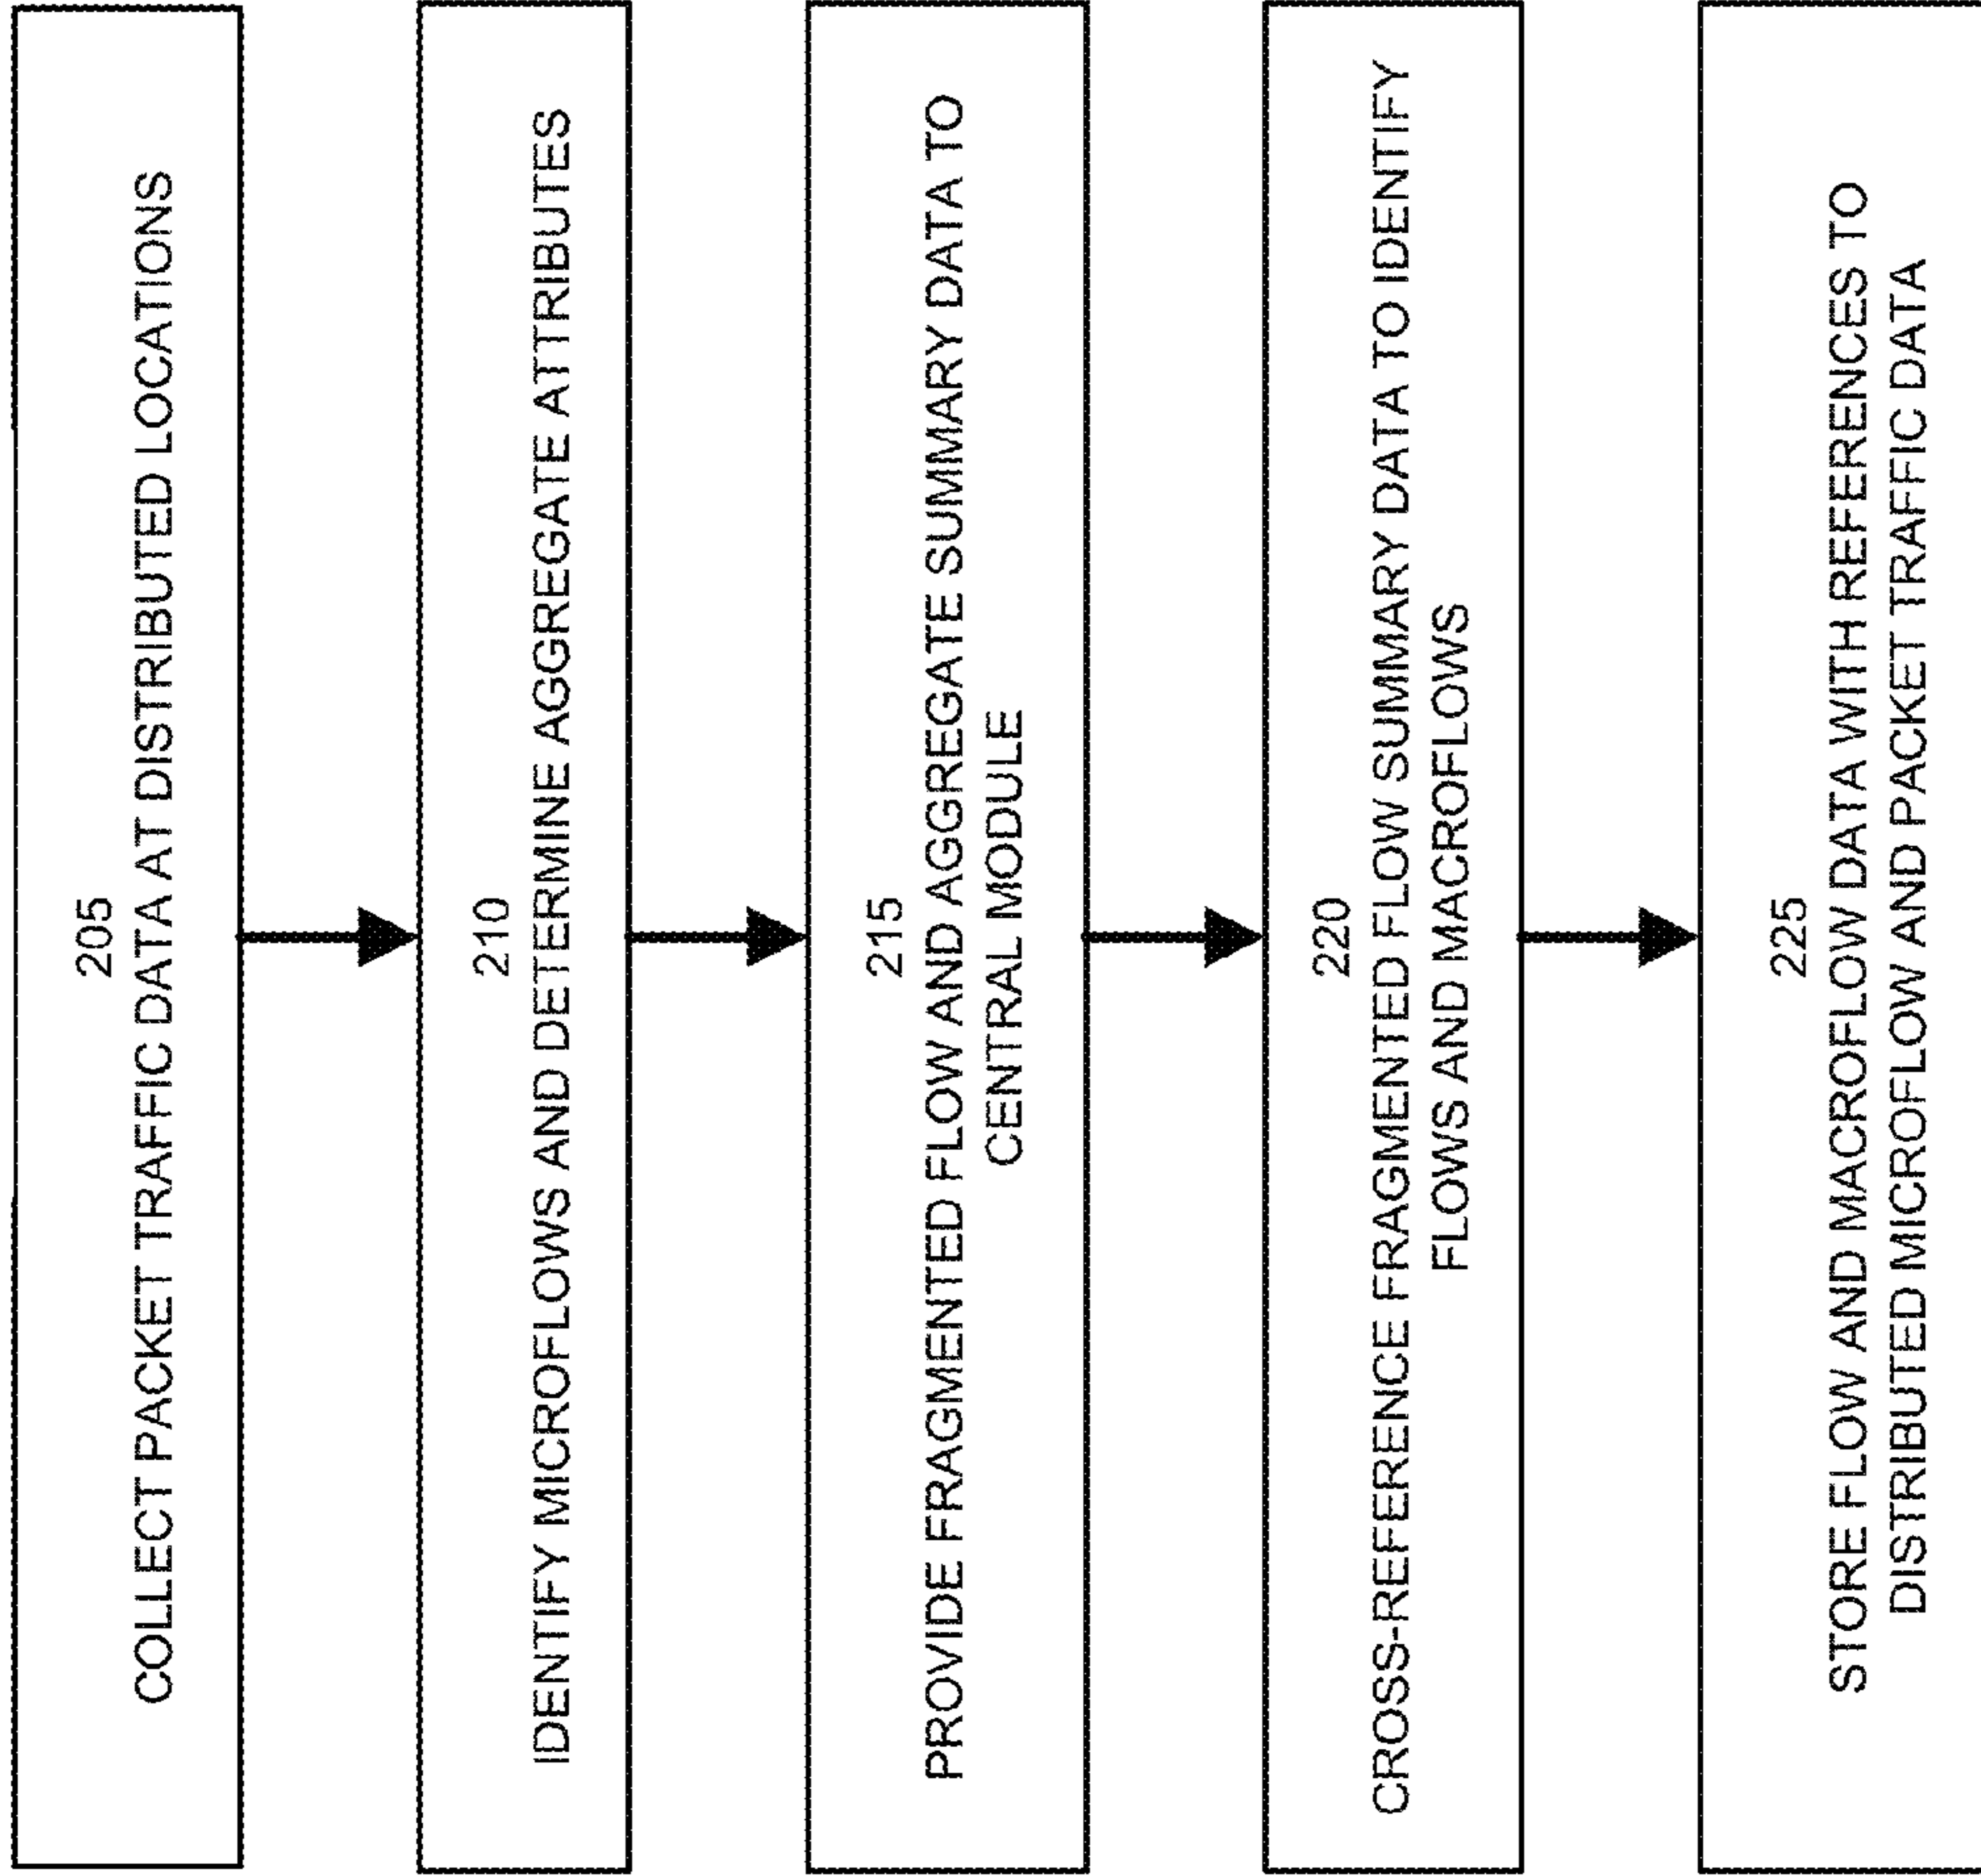 205
COLLECT PACKET TRAFFIC DATA AT DISTRIBUTED LOCATIONS
210
IDENTIFY MICROFLOWS AND DETERMINE AGGREGATE ATTRIBUTES
215
PROVIDE FRAGMENTED FLOW AND AGGREGATE SUMMARY DATA TO
CENTRAL MODULE
220
CROSS-REFERENCE FRAGMENTED FLOW SUMMARY DATA TO IDENTIFY
FLOWS AND MACROFLOWS
225
STORE FLOW AND MACROFLOW DATA WITH REFERENCES TO
DISTRIBUTED MICROFLOW AND PACKET TRAFFIC DATA